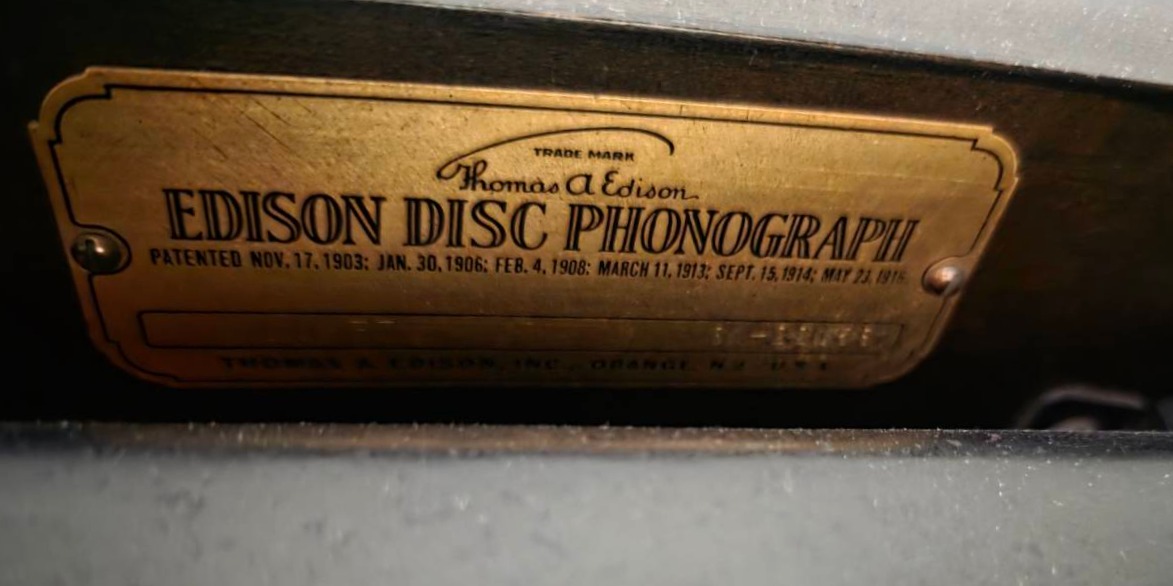 TRADE MARK
Thomas A Edison
EDISON DISC PHONOGRAPH
PATENTED NOV. 17, 1903; JAN. 30, 1906; FEB. 4, 1908; MARCH 11, 1913; SEPT. 15, 1914; MAY 23,
THOMAS A EDISON, INC., ORANGE, N.J. U.S.A.